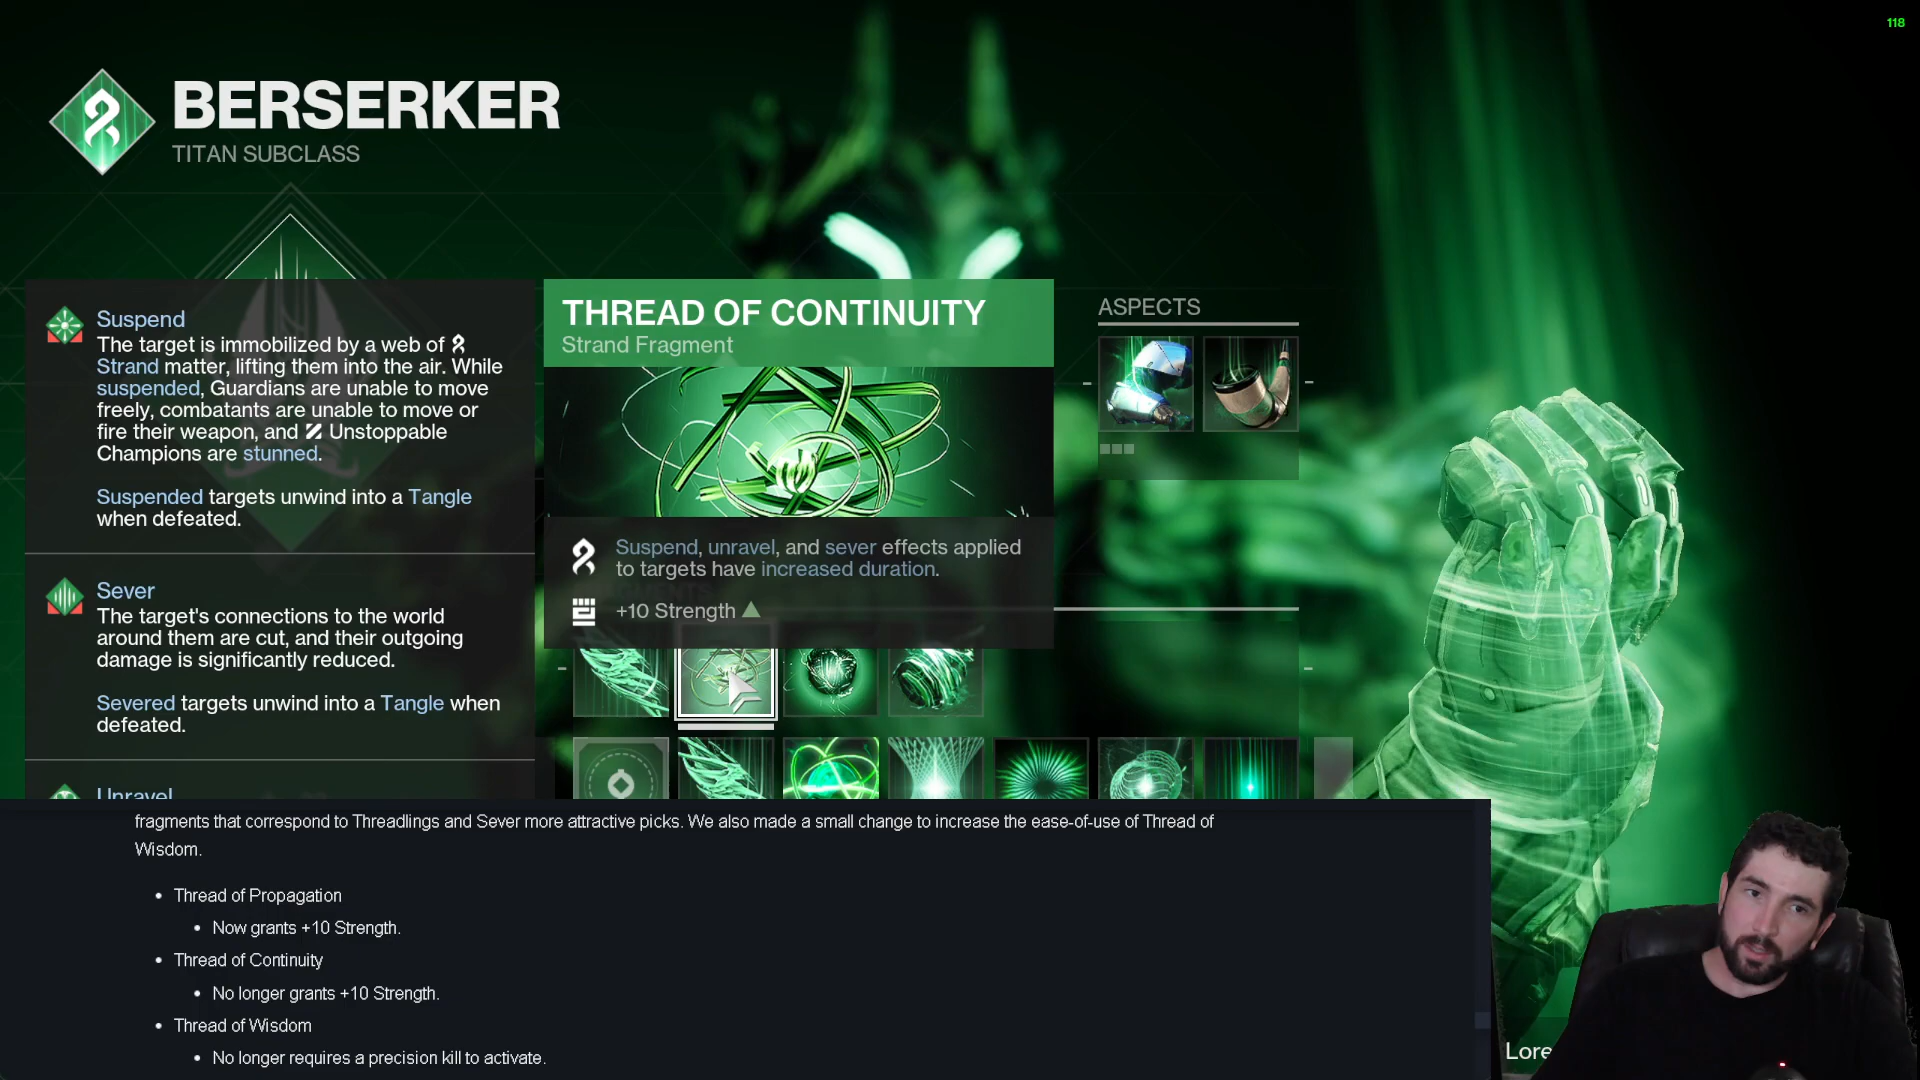 118
BERSERKER
TITAN SUBCLASS
Suspend
The target is immobilized by a web of
Strand matter, lifting them into the air. While
suspended, Guardians are unable to move
freely, combatants are unable to move or
fire their weapon, and Unstoppable
Champions are stunned.
Suspended targets unwind into a Tangle
when defeated.
Sever
The target's connections to the world
around them are cut, and their outgoing
damage is significantly reduced.
Severed targets unwind into a Tangle when
defeated.
Unravel
THREAD OF CONTINUITY
Strand Fragment
Suspend, unravel, and sever effects applied
to targets have increased duration.
+10 Strength
ASPECTS
fragments that correspond to Threadlings and Sever more attractive picks. We also made a small change to increase the ease-of-use of Thread of
Wisdom.
• Thread of Propagation
• Now grants +10 Strength.
• Thread of Continuity
• No longer grants +10 Strength.
• Thread of Wisdom
• No longer requires a precision kill to activate.
Lore